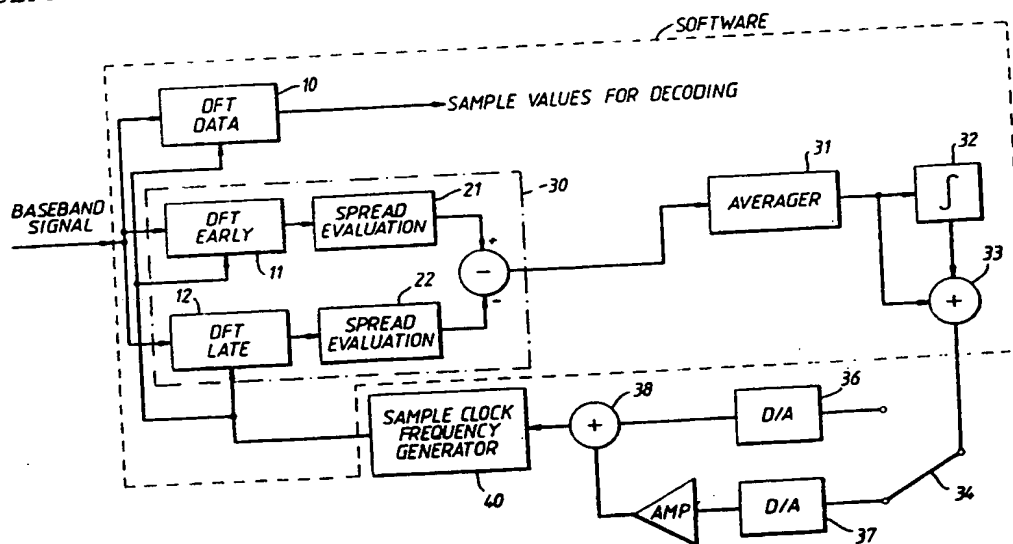 SOFTWARE
10
DFT
DATA
SAMPLE VALUES FOR DECODING
BASEBAND
SIGNAL
DFT
EARLY
11
21
SPREAD
EVALUATION
+
30
−
−
12
DFT
LATE
22
SPREAD
EVALUATION
31
AVERAGER
32
∫
33
+
34
36
D/A
38
+
SAMPLE CLOCK
FREQUENCY
GENERATOR
40
AMP
D/A
37